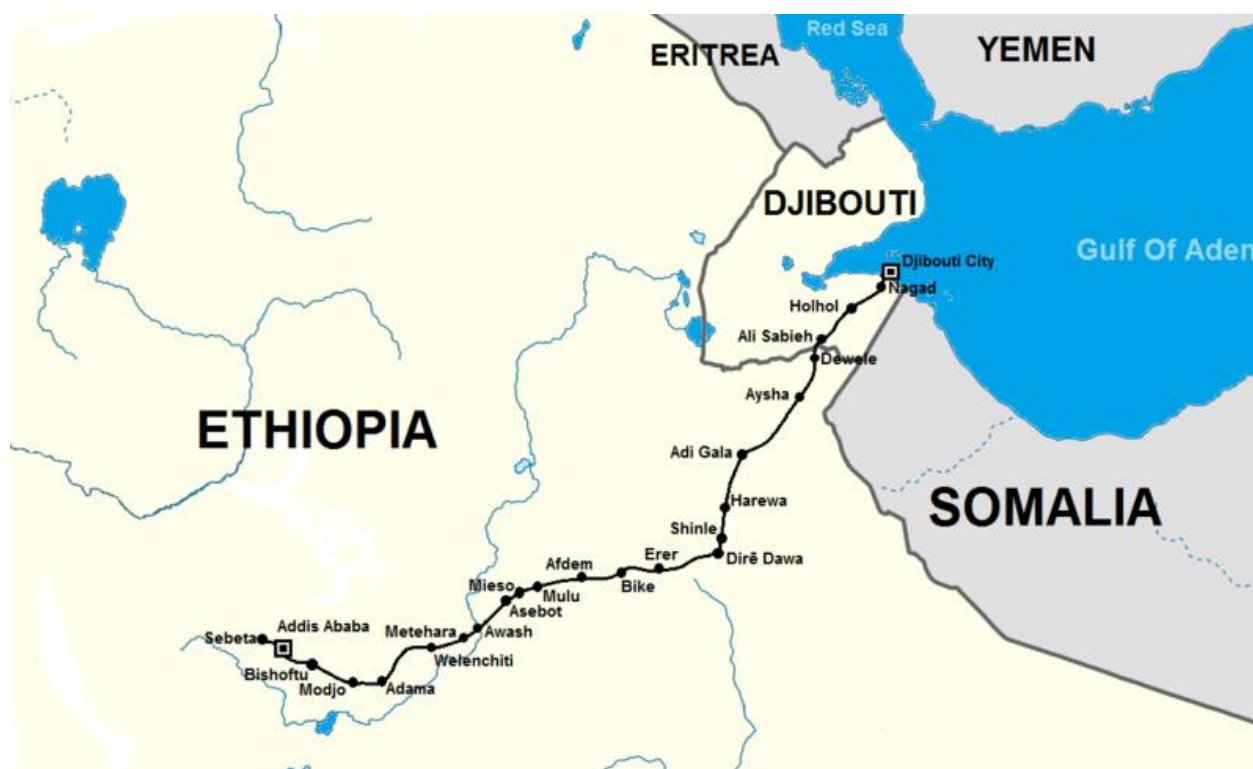 Red Sea
ERITREA
YEMEN
DJIBOUTI
Gulf Of Aden
Djibouti City
Nagad
Holhol
Ali Sabieh
Dewele
Aysha
ETHIOPIA
Adi Gala
SOMALIA
Harewa
Shinle
Erer
Dirē Dawa
Afdem
Bike
Mieso
Mulu
Asebot
Addis Ababa
Metehara
Awash
Sebeta
Welenchiti
Bishoftu
Modjo
Adama